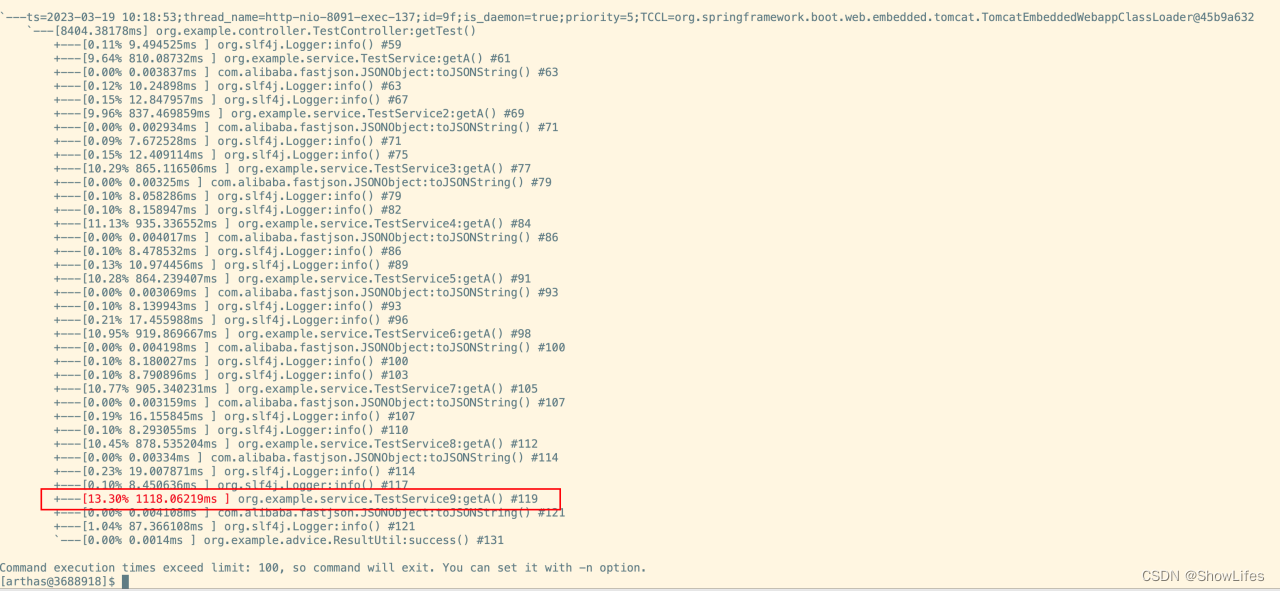 `---ts=2023-03-19 10:18:53;thread_name=http-nio-8091-exec-137;id=9f;is_daemon=true;priority=5;TCCL=org.springframework.boot.web.embedded.tomcat.TomcatEmbeddedWebappClassLoader@45b9a632
`---[8404.38178ms] org.example.controller.TestController:getTest()
+---[0.11% 9.494525ms ] org.slf4j.Logger:info() #59
+---[9.64% 810.08732ms ] org.example.service.TestService:getA() #61
+---[0.00% 0.003837ms ] com.alibaba.fastjson.JSONObject:toJSONString() #63
+---[0.12% 10.24898ms ] org.slf4j.Logger:info() #63
+---[0.15% 12.847957ms ] org.slf4j.Logger:info() #67
+---[9.96% 837.469859ms ] org.example.service.TestService2:getA() #69
+---[0.00% 0.002934ms ] com.alibaba.fastjson.JSONObject:toJSONString() #71
+---[0.09% 7.672528ms ] org.slf4j.Logger:info() #71
+---[0.15% 12.409114ms ] org.slf4j.Logger:info() #75
+---[10.29% 865.116506ms ] org.example.service.TestService3:getA() #77
+---[0.00% 0.00325ms ] com.alibaba.fastjson.JSONObject:toJSONString() #79
+---[0.10% 8.058286ms ] org.slf4j.Logger:info() #79
+---[0.10% 8.158947ms ] org.slf4j.Logger:info() #82
+---[11.13% 935.336552ms ] org.example.service.TestService4:getA() #84
+---[0.00% 0.004017ms ] com.alibaba.fastjson.JSONObject:toJSONString() #86
+---[0.10% 8.478532ms ] org.slf4j.Logger:info() #86
+---[0.13% 10.974456ms ] org.slf4j.Logger:info() #89
+---[10.28% 864.239407ms ] org.example.service.TestService5:getA() #91
+---[0.00% 0.003069ms ] com.alibaba.fastjson.JSONObject:toJSONString() #93
+---[0.10% 8.139943ms ] org.slf4j.Logger:info() #93
+---[0.21% 17.455988ms ] org.slf4j.Logger:info() #96
+---[10.95% 919.869667ms ] org.example.service.TestService6:getA() #98
+---[0.00% 0.004198ms ] com.alibaba.fastjson.JSONObject:toJSONString() #100
+---[0.10% 8.180027ms ] org.slf4j.Logger:info() #100
+---[0.10% 8.790896ms ] org.slf4j.Logger:info() #103
+---[10.77% 905.340231ms ] org.example.service.TestService7:getA() #105
+---[0.00% 0.003159ms ] com.alibaba.fastjson.JSONObject:toJSONString() #107
+---[0.19% 16.155845ms ] org.slf4j.Logger:info() #107
+---[0.10% 8.293055ms ] org.slf4j.Logger:info() #110
+---[10.45% 878.535204ms ] org.example.service.TestService8:getA() #112
+---[0.00% 0.00334ms ] com.alibaba.fastjson.JSONObject:toJSONString() #114
+---[0.23% 19.007871ms ] org.slf4j.Logger:info() #114
+---[0.10% 8.450636ms ] org.slf4j.Logger:info() #117
+---[13.30% 1118.06219ms ] org.example.service.TestService9:getA() #119
+---[0.00% 0.004108ms ] com.alibaba.fastjson.JSONObject:toJSONString() #121
+---[1.04% 87.366108ms ] org.slf4j.Logger:info() #121
`---[0.00% 0.0014ms ] org.example.advice.ResultUtil:success() #131
Command execution times exceed limit: 100, so command will exit. You can set it with -n option.
[arthas@3688918]$
CSDN @ShowLifes